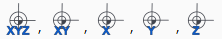 XYZ , XY , X , Y , Z